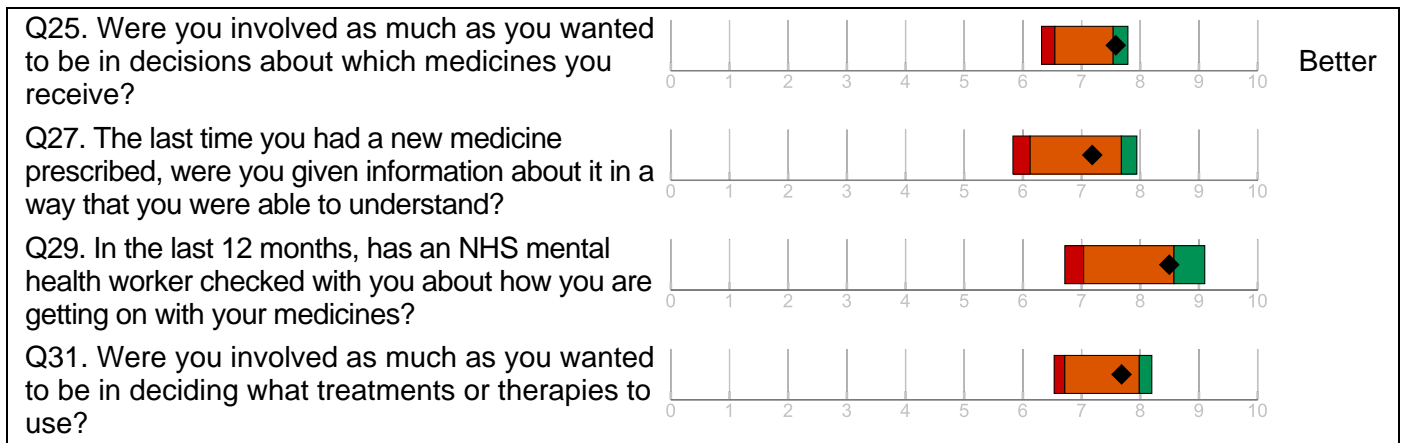 Q25. Were you involved as much as you wanted
to be in decisions about which medicines you
receive?
0 1 2 3 4 5 6 7 8 9 10
Better
Q27. The last time you had a new medicine
prescribed, were you given information about it in a
way that you were able to understand?
0 1 2 3 4 5 6 7 8 9 10
Q29. In the last 12 months, has an NHS mental
health worker checked with you about how you are
getting on with your medicines?
0 1 2 3 4 5 6 7 8 9 10
Q31. Were you involved as much as you wanted
to be in deciding what treatments or therapies to
use?
0 1 2 3 4 5 6 7 8 9 10